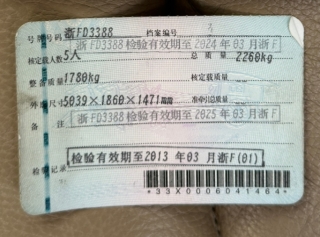 号牌号码 浙FD3388 档案编号
浙FD3388检验有效期至2024年03月浙F
核定载人数 5人 总质量 2260kg
整备质量 1780kg 核定载质量
外廓尺寸 5039×1860×1471mm 准牵引总质量
备注 浙FD3388检验有效期至2025年03月浙F
检验有效期至2013年03月浙F(01)
检验记录
*33X0006041464*